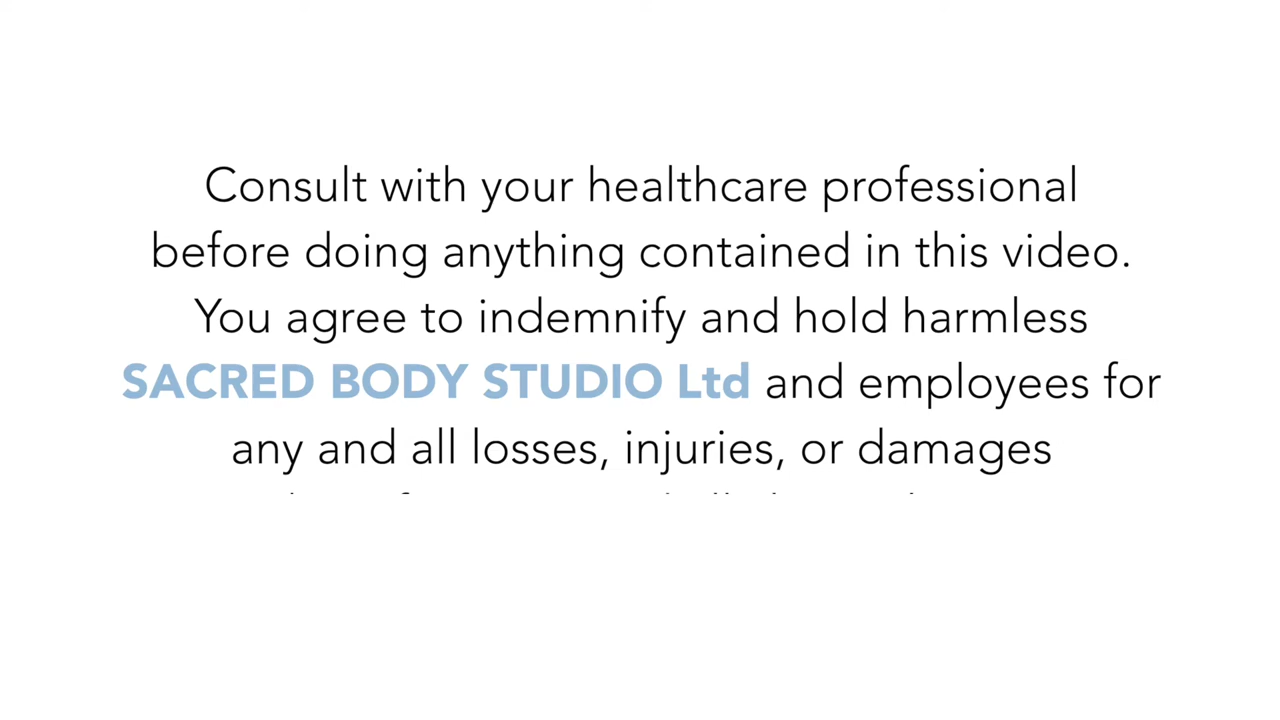 Consult with your healthcare professional
before doing anything contained in this video.
You agree to indemnify and hold harmless
SACRED BODY STUDIO Ltd and employees for
any and all losses, injuries, or damages